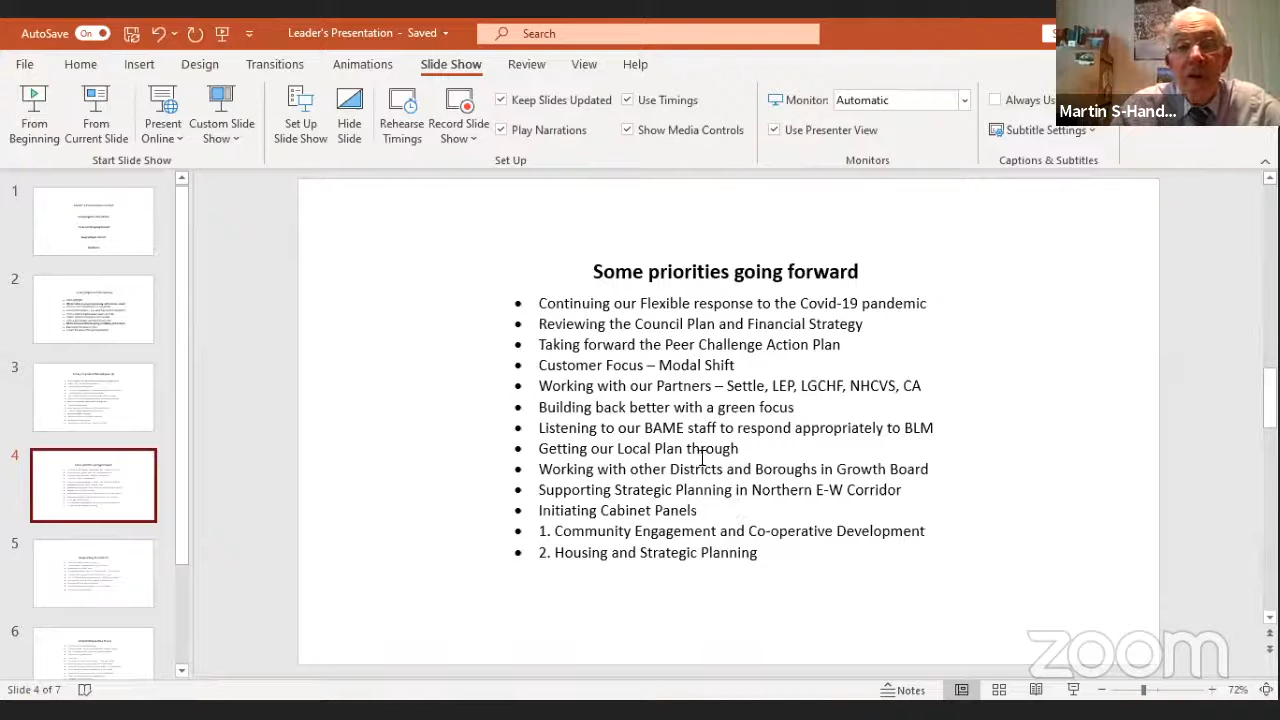 AutoSave
On
Leader's Presentation - Saved
Search
File
Home
Insert
Design
Transitions
Animations
Slide Show
Review
View
Help
From Beginning
From Current Slide
Present Online
Custom Slide Show
Start Slide Show
Set Up Slide Show
Hide Slide
Rehearse Timings
Record Slide Show
Keep Slides Updated
Use Timings
Play Narrations
Show Media Controls
Set Up
Monitor:
Automatic
Use Presenter View
Monitors
Always
Subtitle Settings
Captions & Subtitles
Martin S-Hand...
1
2
3
4
5
6
Some priorities going forward
• Continuing our Flexible response to the Covid-19 pandemic
• Reviewing the Council Plan and Financial Strategy
• Taking forward the Peer Challenge Action Plan
• Customer Focus – Modal Shift
• Working with our Partners – Settle, LEP, LGCHF, NHCVS, CA
• Building back better with a green focus
• Listening to our BAME staff to respond appropriately to BLM
• Getting our Local Plan through
• Working with other Districts and Boroughs in Growth Board
• Supporting Strategic Planning in Northern E-W Corridor
• Initiating Cabinet Panels
• 1. Community Engagement and Co-operative Development
• 2. Housing and Strategic Planning
zoom
Slide 4 of 7
Notes
72%